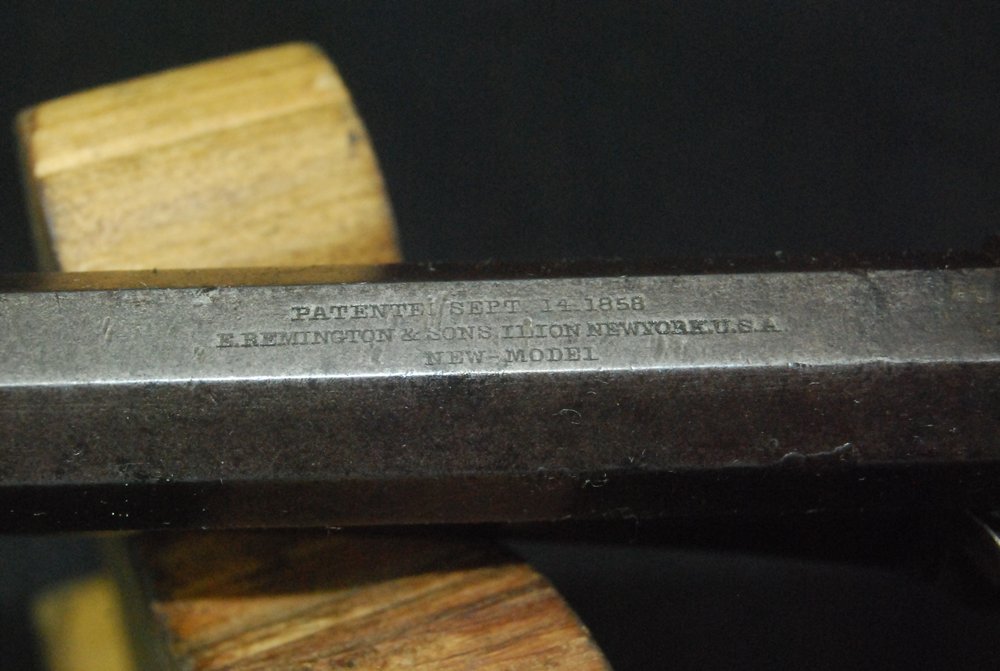 PATENTED SEPT 14.1858
E.REMINGTON & SONS ILION NEWYORK.U.S.A
NEW-MODEL